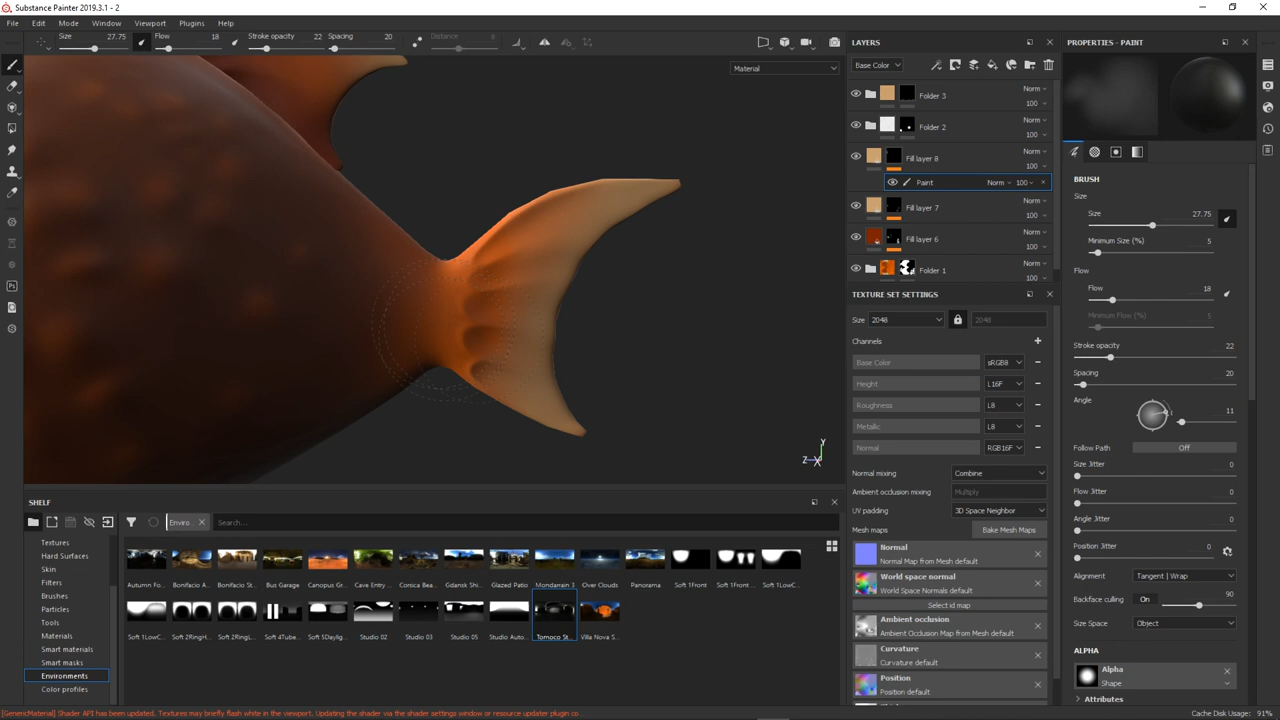 Substance Painter 2019.3.1 - 2
File Edit Mode Window Viewport Plugins Help
Size 27.75 Flow 18 Stroke opacity 22 Spacing 20 Distance 8
Material
LAYERS
Base Color
Folder 3 Norm 100
Folder 2 Norm 100
Fill layer 8 Norm 100
Paint Norm 100
Fill layer 7 Norm 100
Fill layer 6 Norm 100
Folder 1 Norm 100
TEXTURE SET SETTINGS
Size 2048 2048
Channels
Base Color sRGB8
Height L16F
Roughness L8
Metallic L8
Normal RGB16F
Normal mixing Combine
Ambient occlusion mixing Multiply
UV padding 3D Space Neighbor
Mesh maps Bake Mesh Maps
Normal
Normal Map from Mesh default
World space normal
World Space Normals default
Select id map
Ambient occlusion
Ambient Occlusion Map from Mesh default
Curvature
Curvature default
Position
Position default
PROPERTIES - PAINT
BRUSH
Size
Size 27.75
Minimum Size (%) 5
Flow
Flow 18
Minimum Flow (%) 5
Stroke opacity 22
Spacing 20
Angle 11
Follow Path Off
Size Jitter 0
Flow Jitter 0
Angle Jitter 0
Position Jitter 0
Alignment Tangent | Wrap
Backface culling On 90
Size Space Object
ALPHA
Alpha
Shape
Attributes
Y
Z X
SHELF
Enviro... Search...
Textures
Hard Surfaces
Skin
Filters
Brushes
Particles
Tools
Materials
Smart materials
Smart masks
Environments
Color profiles
Autumn Fo... Bonifacio A... Bonifacio St... Bus Garage Canopus Gr... Cave Entry ... Corsica Bea... Gdansk Shi... Glazed Patio Mondarrain 3 Over Clouds Panorama Soft 1Front Soft 1Front ... Soft 1LowC...
Soft 1LowC... Soft 2RingH... Soft 2RingL... Soft 4Tube... Soft 5Daylig... Studio 02 Studio 03 Studio 05 Studio Auto... Tomoco St... Villa Nova S...
[GenericMaterial] Shader API has been updated. Textures may briefly flash white in the viewport. Updating the shader via the shader settings window or resource updater plugin co...
Cache Disk Usage: 91%